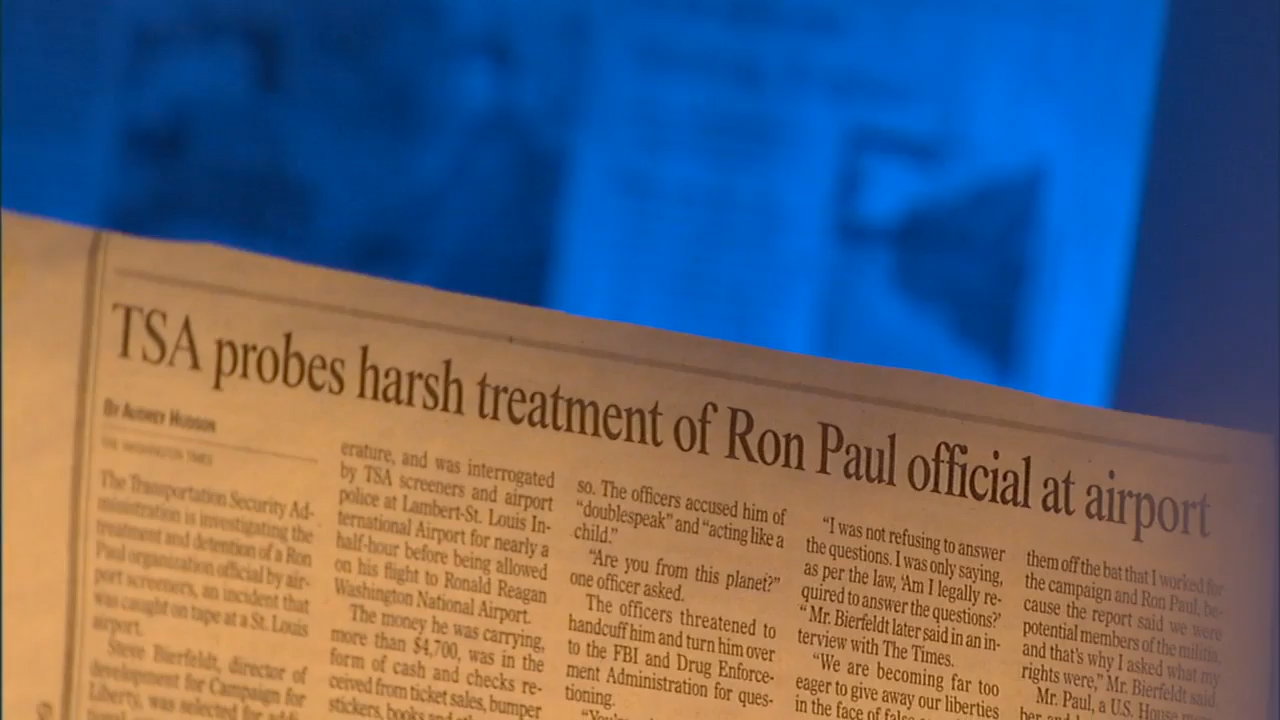 TSA probes harsh treatment of Ron Paul official at airport
By Audrey Hudson
THE WASHINGTON TIMES
The Transportation Security Ad-
ministration is investigating the
treatment and detention of a Ron
Paul organization official by air-
port screeners, an incident that
was caught on tape at a St. Louis
airport.
Steve Bierfeldt, director of
development for Campaign for
Liberty, was selected for
erature, and was interrogated
by TSA screeners and airport
police at Lambert-St. Louis In-
ternational Airport for nearly a
half-hour before being allowed
on his flight to Ronald Reagan
Washington National Airport.
The money he was carrying,
more than $4,700, was in the
form of cash and checks re-
ceived from ticket sales, bumper
stickers, books and
so. The officers accused him of
“doublespeak” and “acting like a
child.”
“Are you from this planet?”
one officer asked.
The officers threatened to
handcuff him and turn him over
to the FBI and Drug Enforce-
ment Administration for ques-
tioning.
“I was not refusing to answer
the questions. I was only saying,
as per the law, ‘Am I legally re-
quired to answer the questions?’
“ Mr. Bierfeldt later said in an in-
terview with The Times.
“We are becoming far too
eager to give away our liberties
in the face of false
them off the bat that I worked for
the campaign and Ron Paul, be-
cause the report said we were
potential members of the militia,
and that’s why I asked what my
rights were,” Mr. Bierfeldt said.
Mr. Paul, a U.S. House